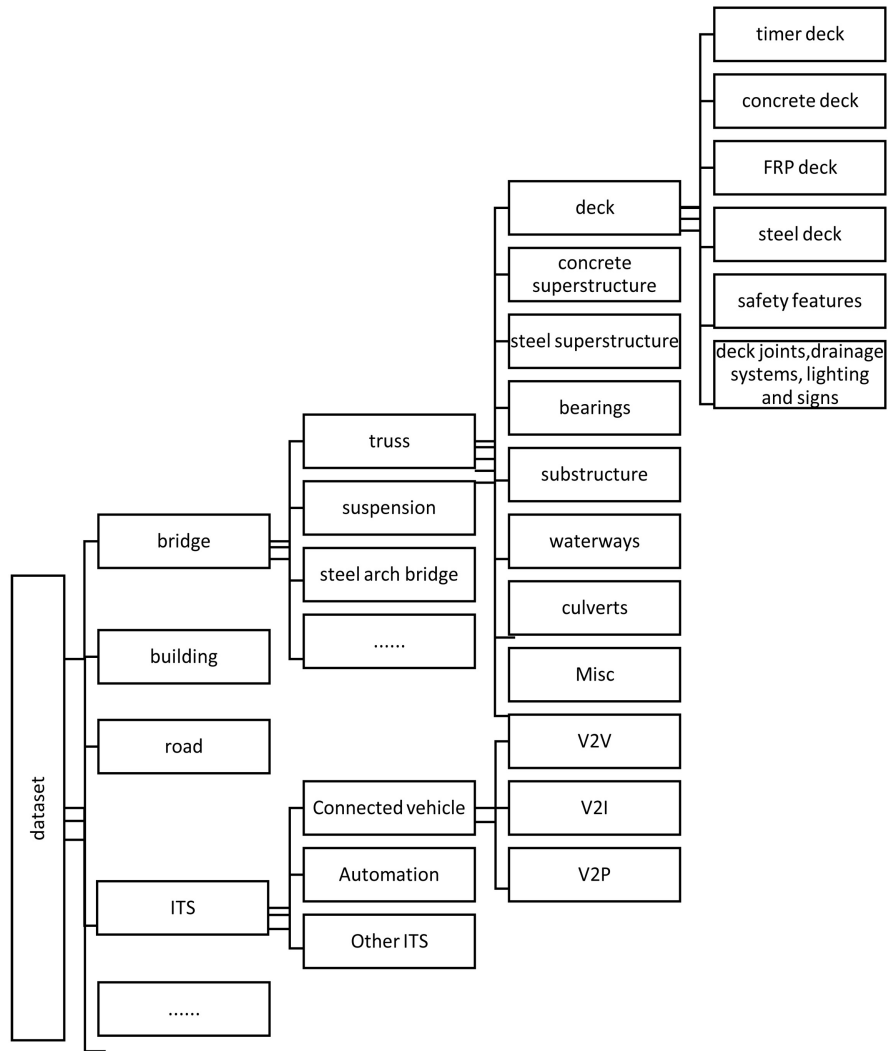 timer deck
concrete deck
FRP deck
deck
steel deck
concrete
superstructure
safety features
steel superstructure
deck joints,drainage
systems, lighting
and signs
bearings
truss
substructure
suspension
bridge
waterways
steel arch bridge
culverts
......
building
Misc
road
V2V
dataset
Connected vehicle
V2I
Automation
V2P
ITS
Other ITS
......